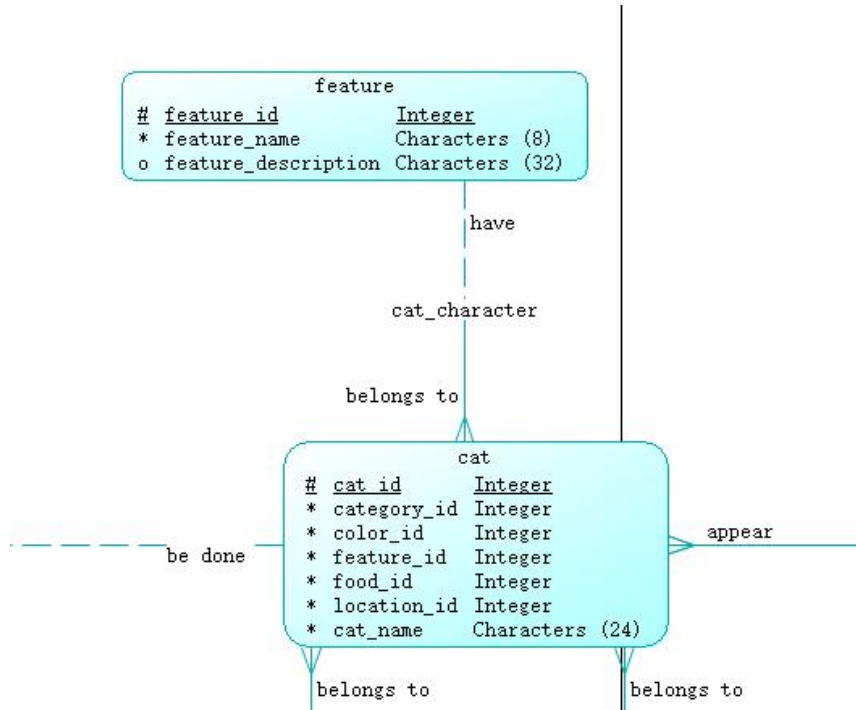 feature
# feature_id Integer
* feature_name Characters (8)
o feature_description Characters (32)
have
cat_character
belongs to
cat
# cat_id Integer
* category_id Integer
* color_id Integer
* feature_id Integer
* food_id Integer
* location_id Integer
* cat_name Characters (24)
be done
appear
belongs to
belongs to